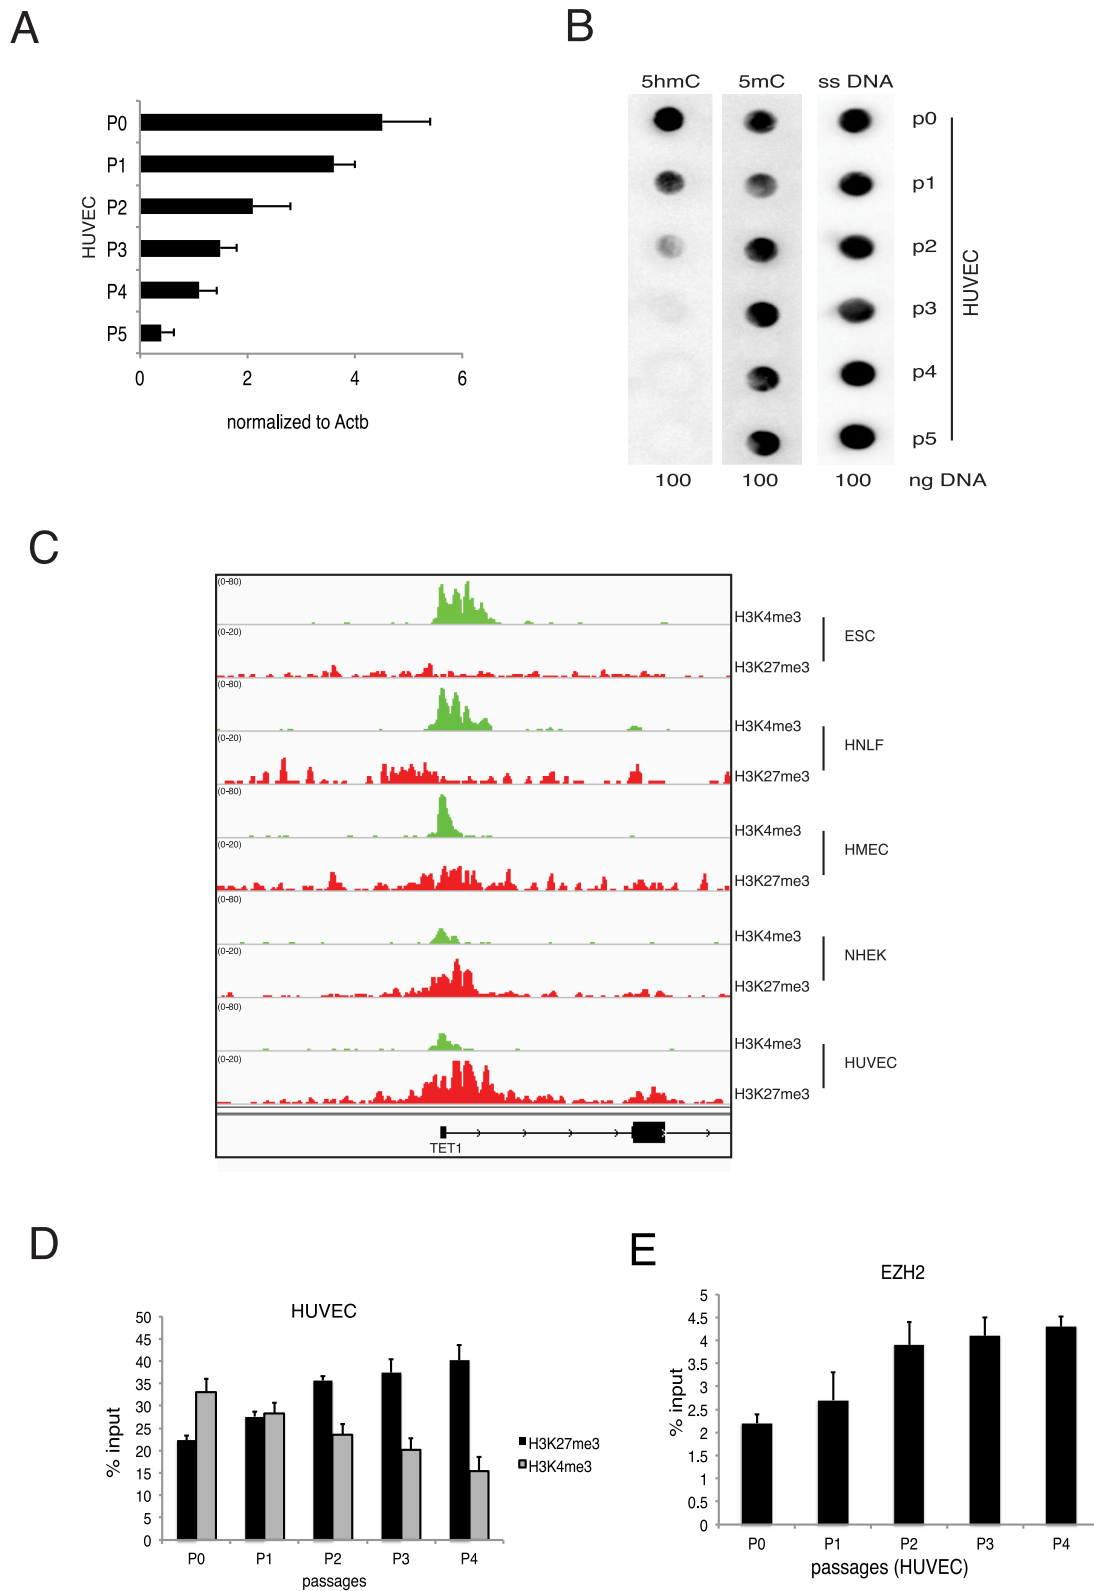 A
HUVEC
P0
P1
P2
P3
P4
P5
0 2 4 6
normalized to Actb
B
5hmC 5mC ss DNA
p0
p1
p2
p3
p4
p5
HUVEC
100 100 100 ng DNA
C
(0-80)
H3K4me3
(0-20)
H3K27me3
ESC
(0-80)
H3K4me3
(0-20)
H3K27me3
HNLF
(0-80)
H3K4me3
(0-20)
H3K27me3
HMEC
(0-80)
H3K4me3
(0-20)
H3K27me3
NHEK
(0-80)
H3K4me3
(0-20)
H3K27me3
HUVEC
TET1
D
HUVEC
% input
50
45
40
35
30
25
20
15
10
5
0
P0 P1 P2 P3 P4
passages
H3K27me3
H3K4me3
E
EZH2
% input
5
4.5
4
3.5
3
2.5
2
1.5
1
0.5
0
P0 P1 P2 P3 P4
passages (HUVEC)